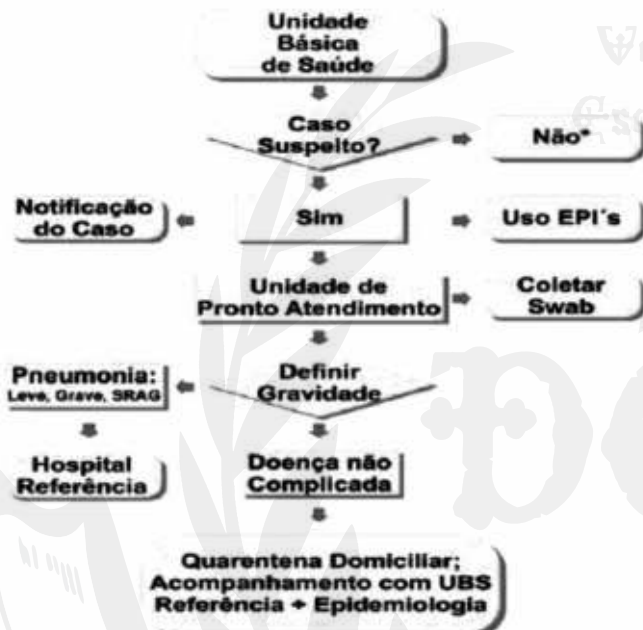 Unidade
Básica
de Saúde
Caso
Suspeito?
Não*
Notificação
do Caso
Sim
Uso EPI´s
Unidade de
Pronto Atendimento
Coletar
Swab
Pneumonia:
Leve, Grave, SRAG
Definir
Gravidade
Hospital
Referência
Doença não
Complicada
Quarentena Domiciliar;
Acompanhamento com UBS
Referência + Epidemiologia